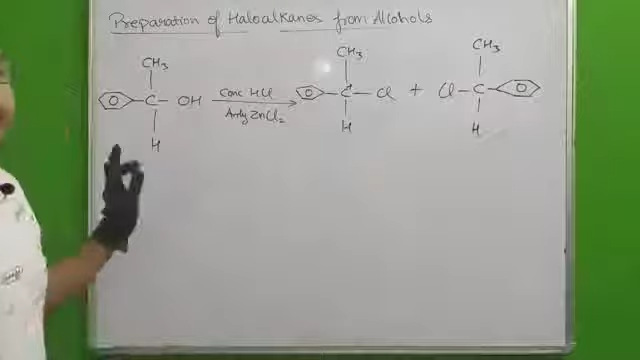 Preparation of Haloalkanes from Alcohols
CH3 CH3 CH3
C - OH Conc HCl C - Cl + Cl - C
Anhy ZnCl2
H H H